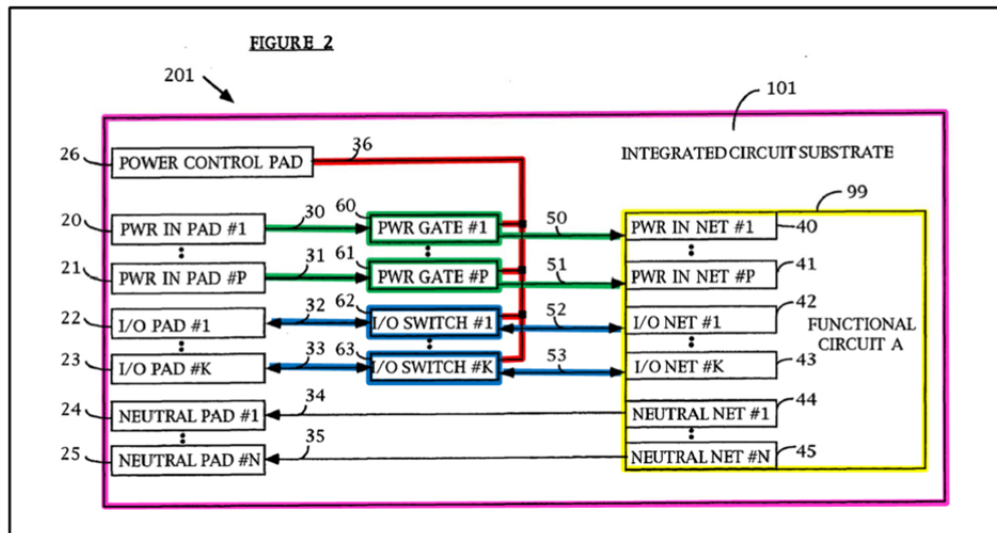 FIGURE 2
201
101
26
POWER CONTROL PAD
36
INTEGRATED CIRCUIT SUBSTRATE
99
20
PWR IN PAD #1
30
60
PWR GATE #1
50
PWR IN NET #1
40
21
PWR IN PAD #P
31
61
PWR GATE #P
51
PWR IN NET #P
41
22
I/O PAD #1
32
62
I/O SWITCH #1
52
I/O NET #1
42
FUNCTIONAL
CIRCUIT A
23
I/O PAD #K
33
63
I/O SWITCH #K
53
I/O NET #K
43
24
NEUTRAL PAD #1
34
NEUTRAL NET #1
44
25
NEUTRAL PAD #N
35
NEUTRAL NET #N
45